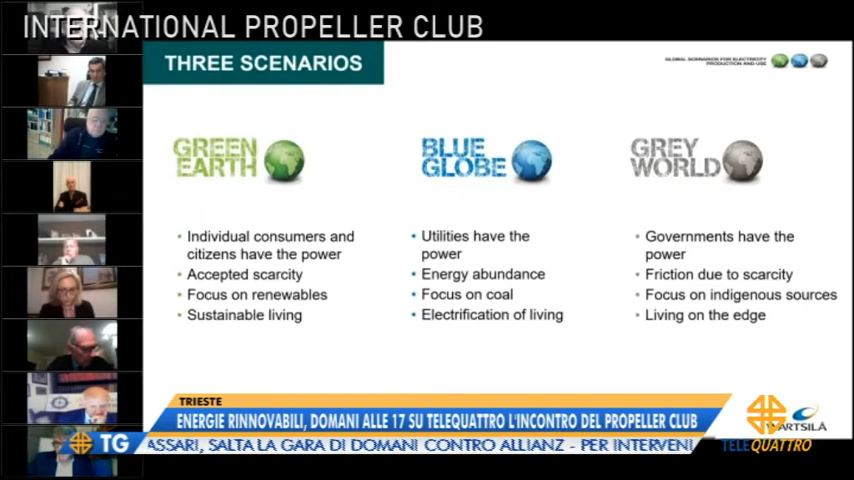 INTERNATIONAL PROPELLER CLUB
THREE SCENARIOS
GLOBAL SCENARIOS FOR ELECTRICITY
PRODUCTION AND USE
GREEN
EARTH
• Individual consumers and
citizens have the power
• Accepted scarcity
• Focus on renewables
• Sustainable living
BLUE
GLOBE
• Utilities have the
power
• Energy abundance
• Focus on coal
• Electrification of living
GREY
WORLD
• Governments have the
power
• Friction due to scarcity
• Focus on indigenous sources
• Living on the edge
TRIESTE
ENERGIE RINNOVABILI, DOMANI ALLE 17 SU TELEQUATTRO L'INCONTRO DEL PROPELLER CLUB
WÄRTSILÄ
TG
ASSARI, SALTA LA GARA DI DOMANI CONTRO ALLIANZ - PER INTERVENI
TELEQUATTRO